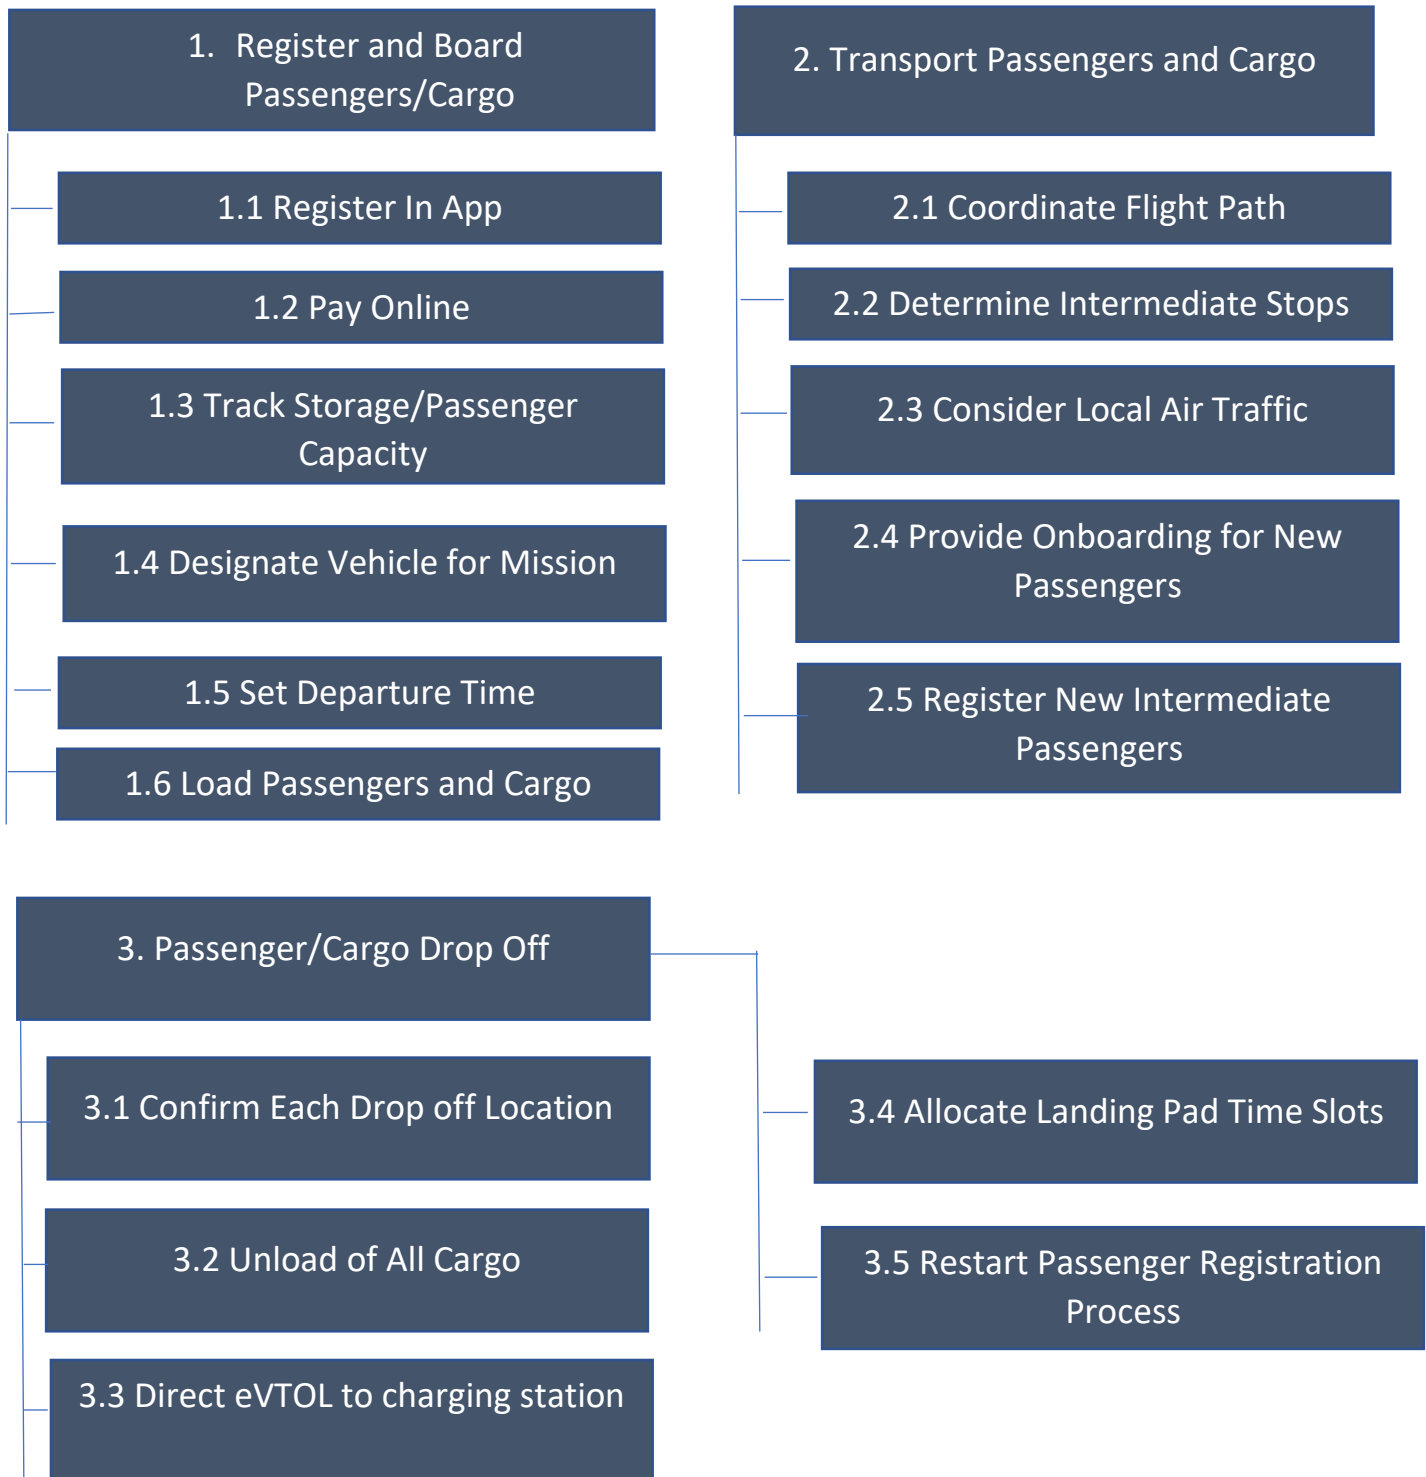 1. Register and Board
Passengers/Cargo
1.1 Register In App
1.2 Pay Online
1.3 Track Storage/Passenger
Capacity
1.4 Designate Vehicle for Mission
1.5 Set Departure Time
1.6 Load Passengers and Cargo
2. Transport Passengers and Cargo
2.1 Coordinate Flight Path
2.2 Determine Intermediate Stops
2.3 Consider Local Air Traffic
2.4 Provide Onboarding for New
Passengers
2.5 Register New Intermediate
Passengers
3. Passenger/Cargo Drop Off
3.1 Confirm Each Drop off Location
3.2 Unload of All Cargo
3.3 Direct eVTOL to charging station
3.4 Allocate Landing Pad Time Slots
3.5 Restart Passenger Registration
Process